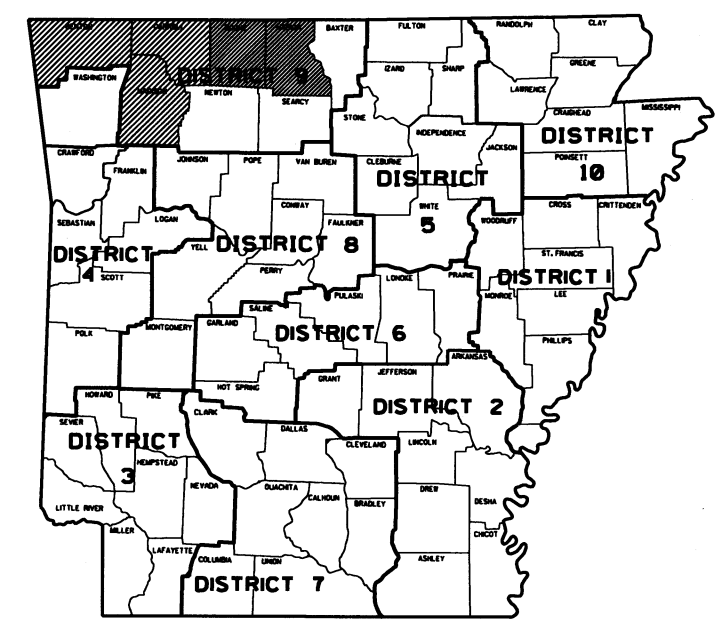 BAXTER
FULTON
RANDOLPH
CLAY
WASHINGTON
DISTRICT 9
NEWTON
SEARCY
IZARD
SHARP
GREENE
LAWRENCE
STONE
INDEPENDENCE
CRAIGHEAD
MISSISSIPPI
DISTRICT
10
POINSETT
JACKSON
CRAWFORD
FRANKLIN
JOHNSON
POPE
VAN BUREN
CLEBURNE
DISTRICT
5
WHITE
CROSS
CRITTENDEN
SEBASTIAN
LOGAN
CONWAY
FAULKNER
WOODRUFF
DISTRICT
4
SCOTT
YELL
DISTRICT 8
PERRY
ST. FRANCIS
DISTRICT 1
LONOKE
PRAIRIE
MONROE
LEE
PULASKI
SALINE
GARLAND
DISTRICT 6
POLK
MONTGOMERY
PHILLIPS
ARKANSAS
HOT SPRING
GRANT
JEFFERSON
DISTRICT 2
HOWARD
PIKE
CLARK
SEVIER
DISTRICT
3
HEMPSTEAD
DALLAS
CLEVELAND
LINCOLN
NEVADA
OUACHITA
CALHOUN
BRADLEY
DREW
DESHA
LITTLE RIVER
MILLER
LAFAYETTE
COLUMBIA
UNION
DISTRICT 7
ASHLEY
CHICOT